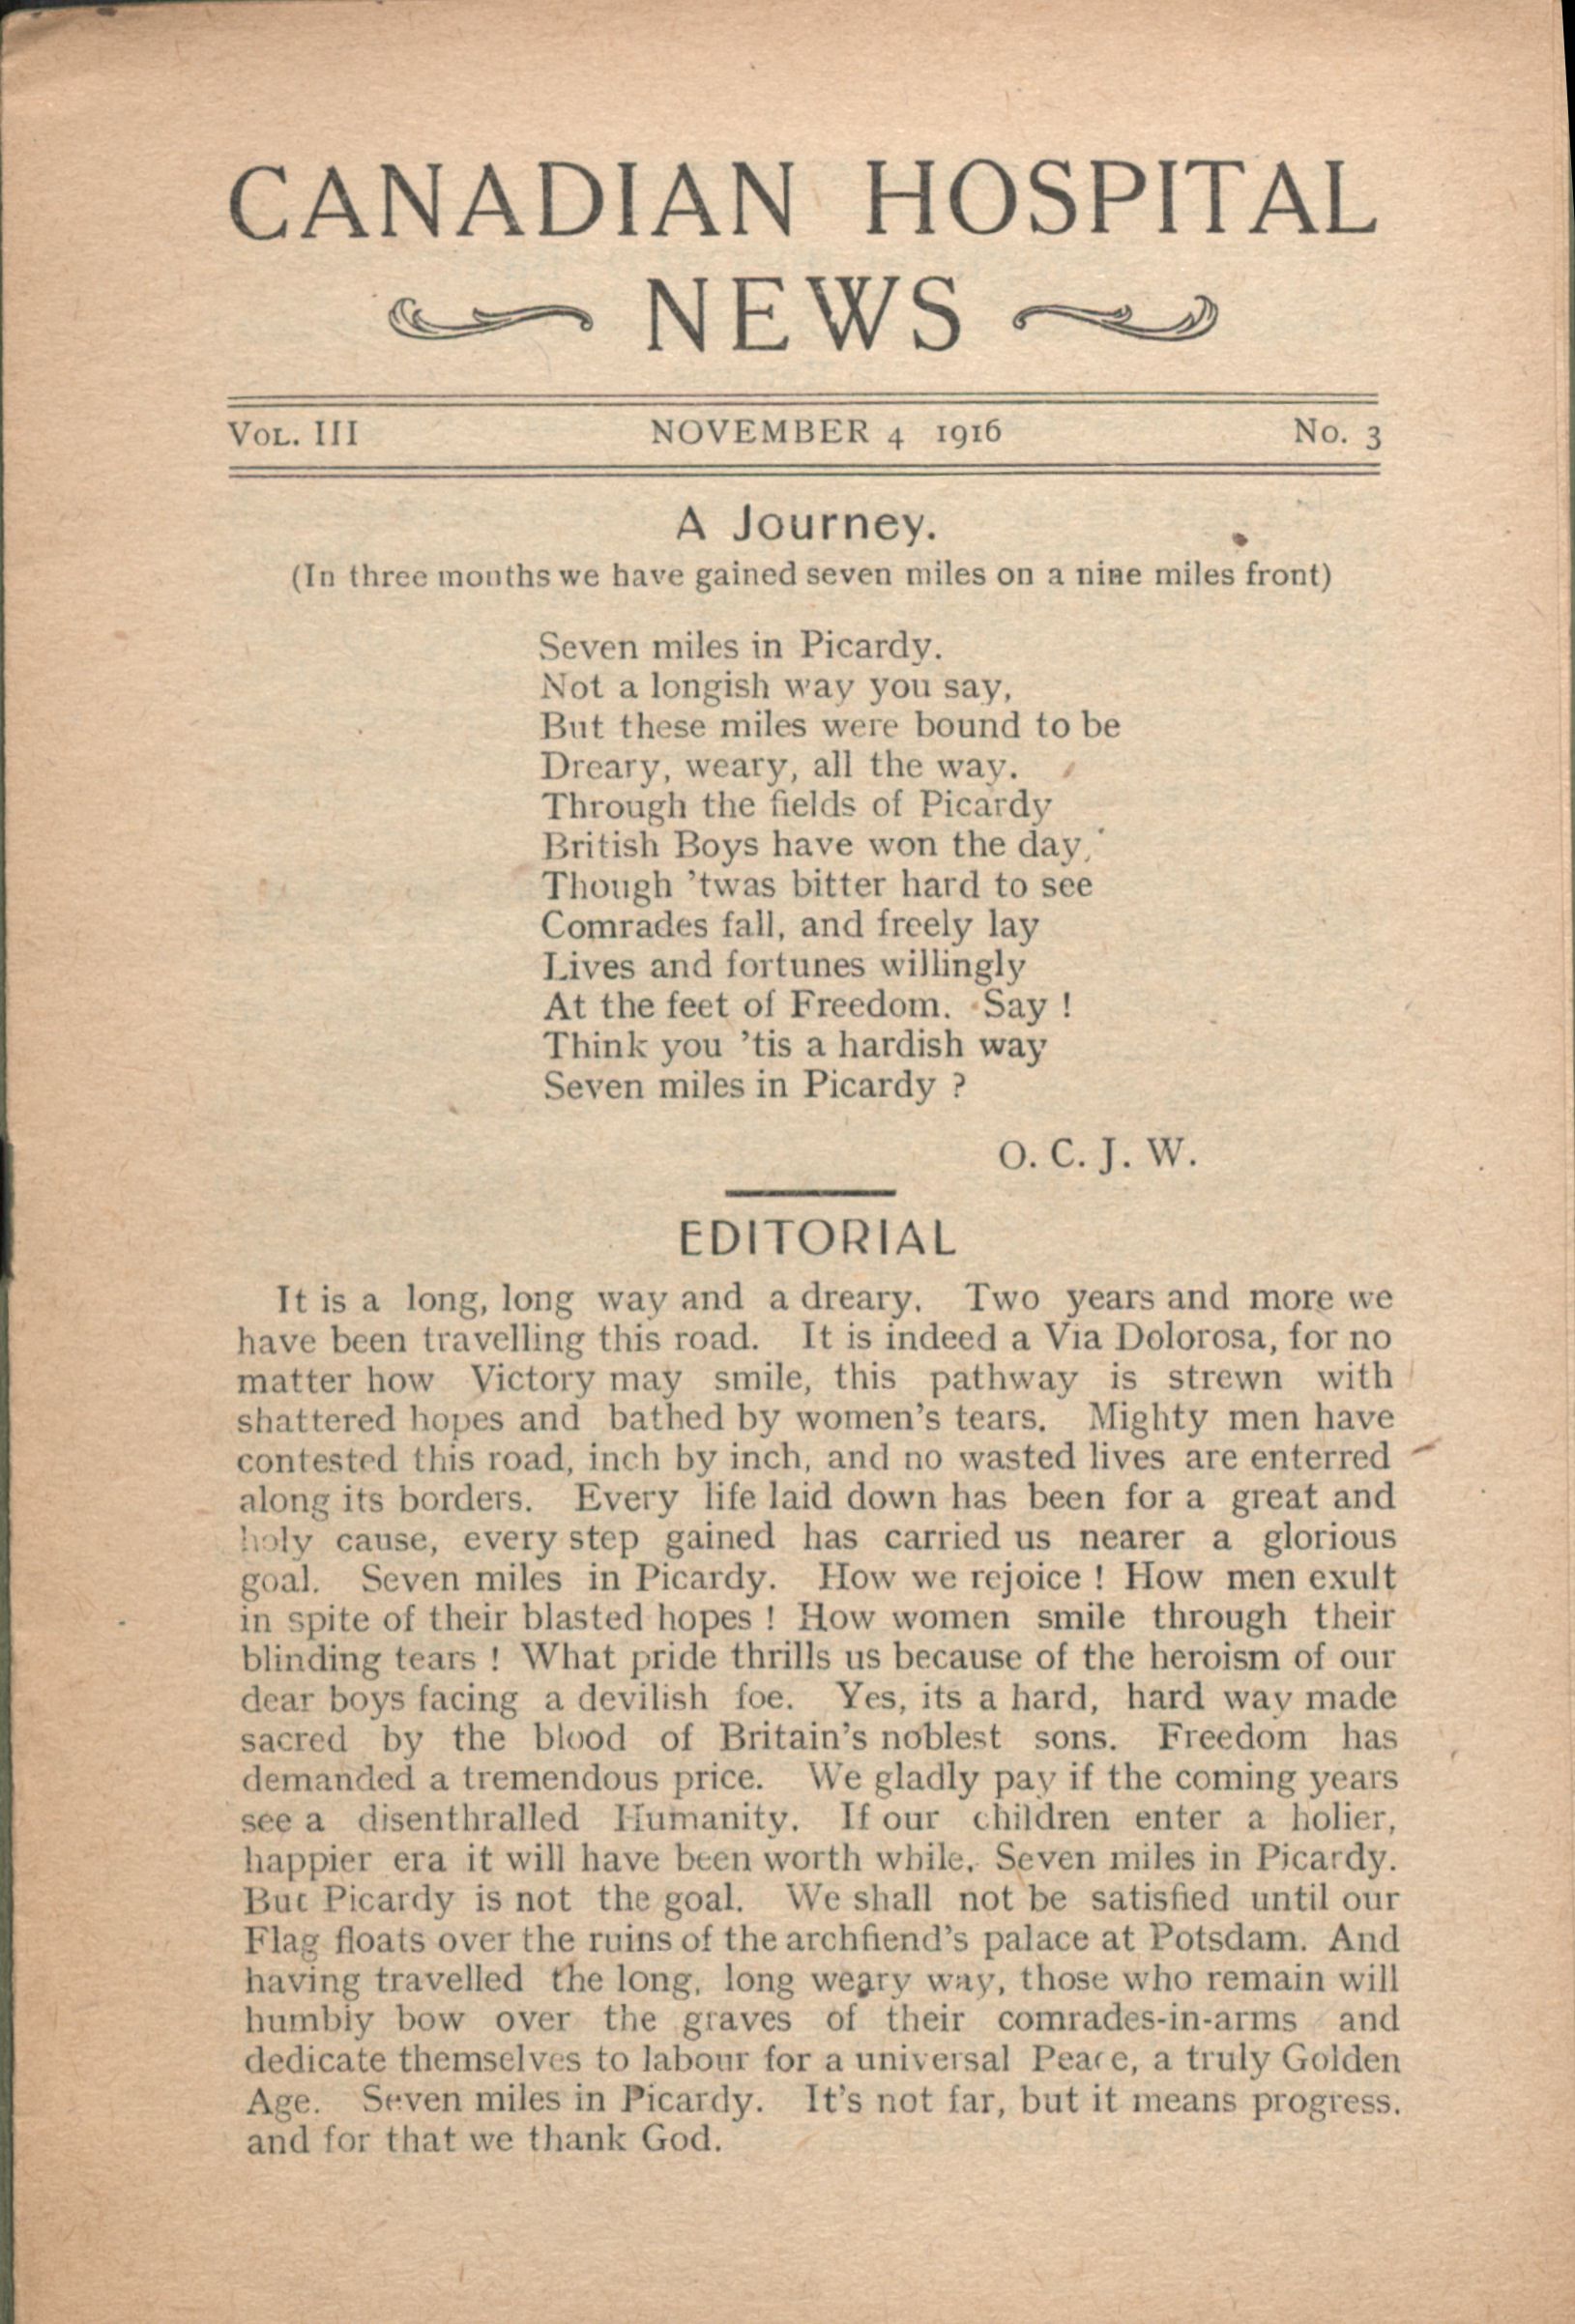 CANADIAN HOSPITAL
NEWS
VOL. III NOVEMBER 4 1916 No. 3
A Journey.
(In three months we have gained seven miles on a nine miles front)
Seven miles in Picardy.
Not a longish way you say,
But these miles were bound to be
Dreary, weary, all the way.
Through the fields of Picardy
British Boys have won the day,
Though 'twas bitter hard to see
Comrades fall, and freely lay
Lives and fortunes willingly
At the feet of Freedom. Say !
Think you 'tis a hardish way
Seven miles in Picardy ?
O. C. J. W.
EDITORIAL
It is a long, long way and a dreary. Two years and more we
have been travelling this road. It is indeed a Via Dolorosa, for no
matter how Victory may smile, this pathway is strewn with
shattered hopes and bathed by women's tears. Mighty men have
contested this road, inch by inch, and no wasted lives are enterred
along its borders. Every life laid down has been for a great and
holy cause, every step gained has carried us nearer a glorious
goal. Seven miles in Picardy. How we rejoice ! How men exult
in spite of their blasted hopes ! How women smile through their
blinding tears ! What pride thrills us because of the heroism of our
dear boys facing a devilish foe. Yes, its a hard, hard way made
sacred by the blood of Britain's noblest sons. Freedom has
demanded a tremendous price. We gladly pay if the coming years
see a disenthralled Humanity. If our children enter a holier,
happier era it will have been worth while. Seven miles in Picardy.
But Picardy is not the goal. We shall not be satisfied until our
Flag floats over the ruins of the archfiend's palace at Potsdam. And
having travelled the long, long weary way, those who remain will
humbly bow over the graves of their comrades-in-arms and
dedicate themselves to labour for a universal Peace, a truly Golden
Age. Seven miles in Picardy. It's not far, but it means progress.
and for that we thank God.